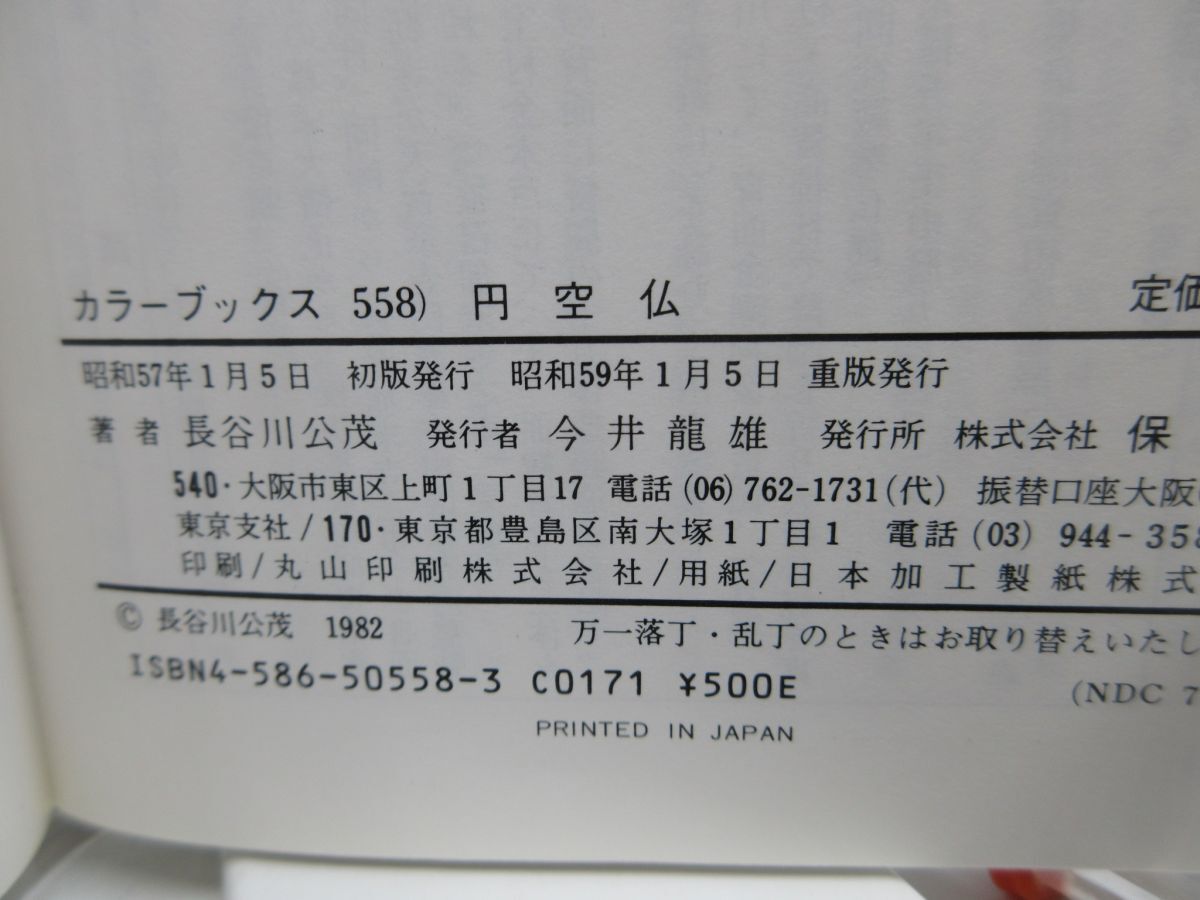 カラーブックス 558) 円空仏 定価
昭和57年1月5日 初版発行 昭和59年1月5日 重版発行
著者 長谷川公茂 発行者 今井龍雄 発行所 株式会社 保
540・大阪市東区上町1丁目17 電話(06)762-1731(代) 振替口座大阪
東京支社/170・東京都豊島区南大塚1丁目1 電話(03)944-358
印刷/丸山印刷株式会社/用紙/日本加工製紙株式
© 長谷川公茂 1982 万一落丁・乱丁のときはお取り替えいたし
ISBN4-586-50558-3 C0171 ¥500E
(NDC 7
PRINTED IN JAPAN